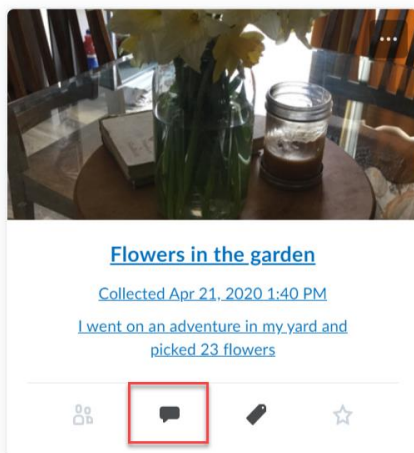 Flowers in the garden
Collected Apr 21, 2020 1:40 PM
I went on an adventure in my yard and
picked 23 flowers